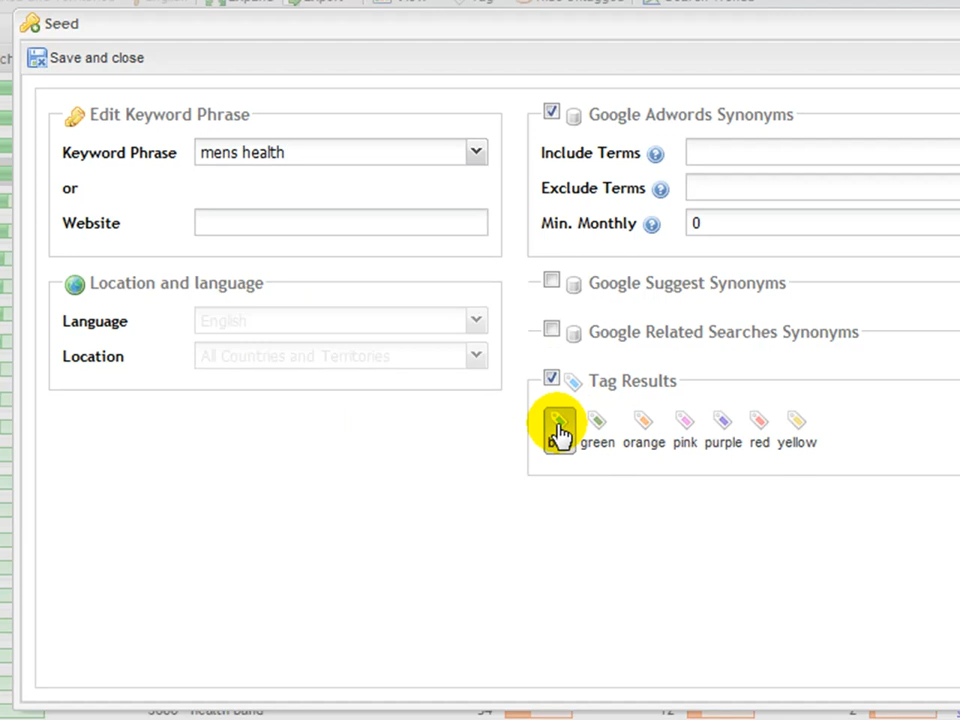 Seed
Save and close
Edit Keyword Phrase
Keyword Phrase mens health
or
Website
Location and language
Language English
Location All Countries and Territories
Google Adwords Synonyms
Include Terms
Exclude Terms
Min. Monthly 0
Google Suggest Synonyms
Google Related Searches Synonyms
Tag Results
green orange pink purple red yellow